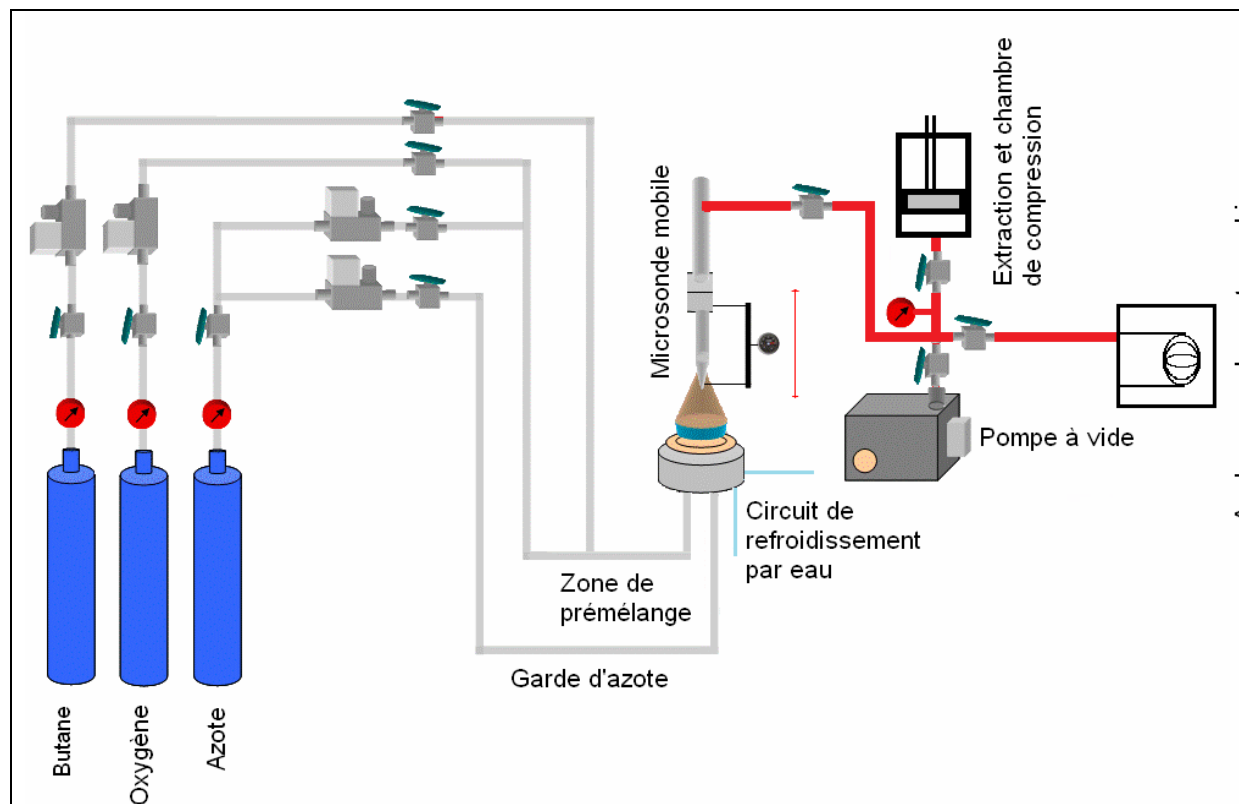 Butane
Oxygène
Azote
Zone de
prémélange
Garde d'azote
Microsonde mobile
Circuit de
refroidissement
par eau
Extraction et chambre
de compression
Pompe à vide